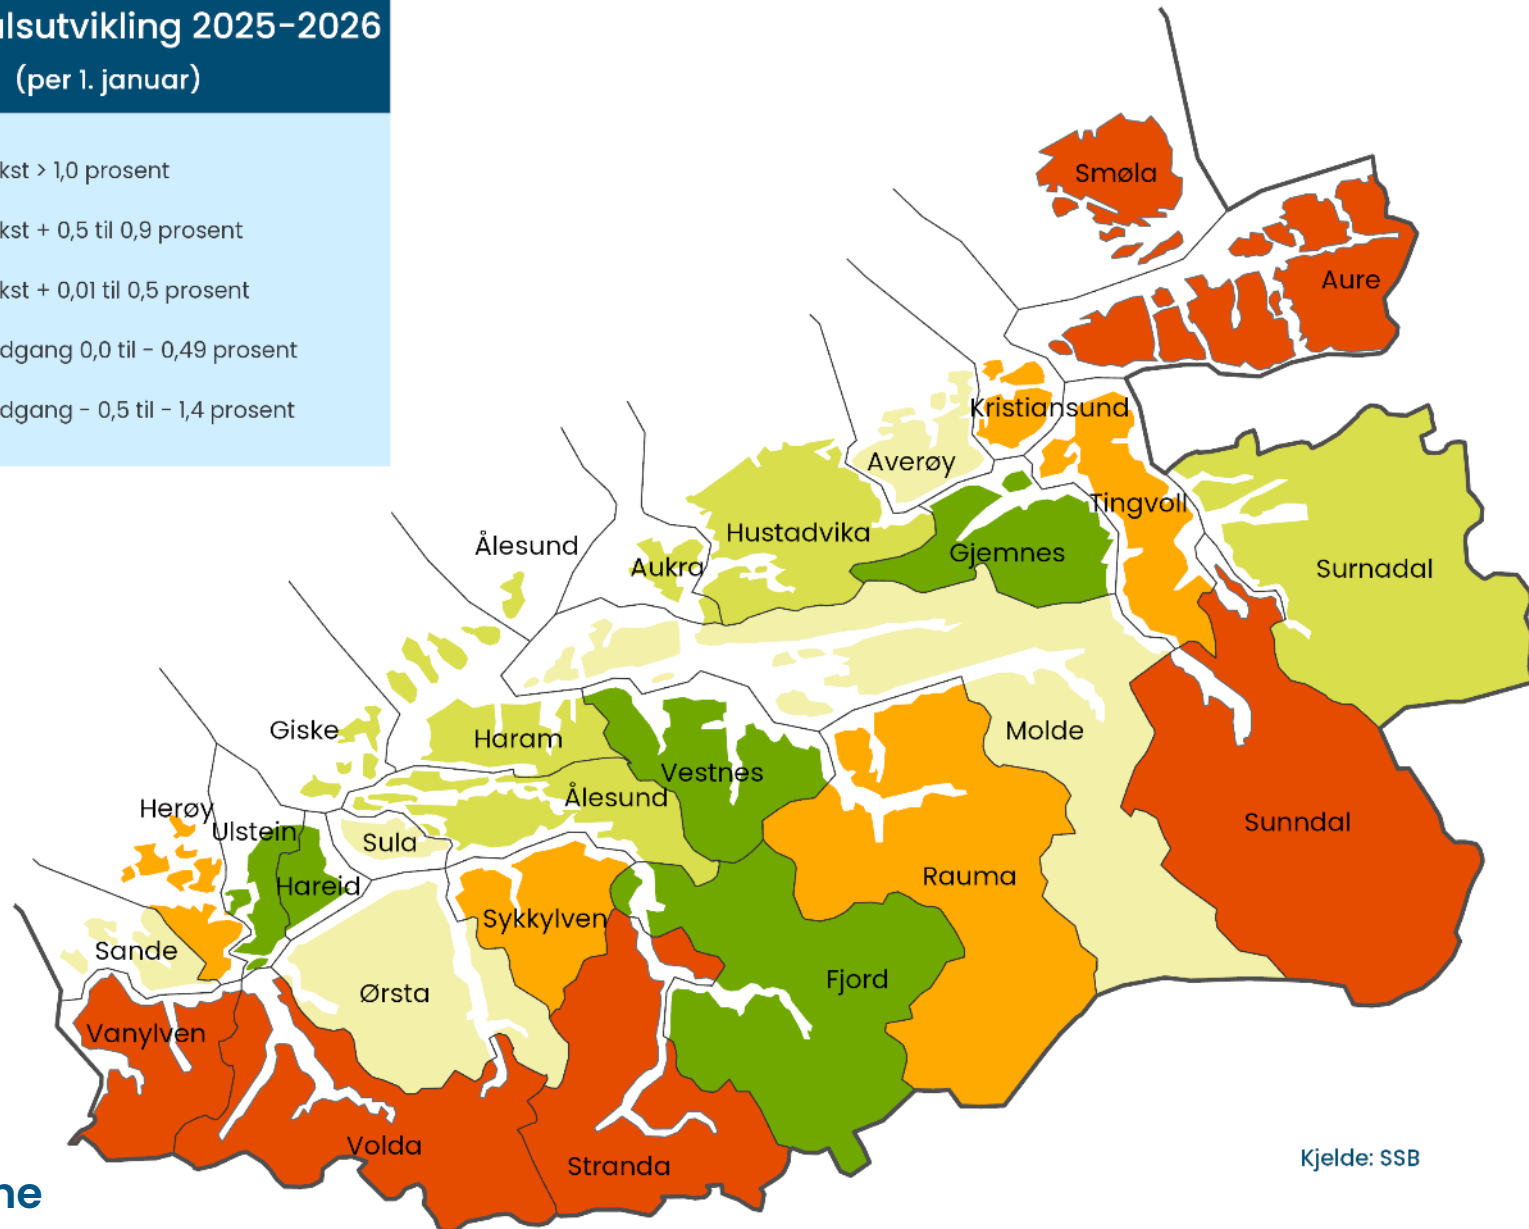 lsutvikling 2025-2026
(per 1. januar)
kst > 1,0 prosent
kst + 0,5 til 0,9 prosent
kst + 0,01 til 0,5 prosent
dgang 0,0 til - 0,49 prosent
dgang - 0,5 til - 1,4 prosent
Smøla
Aure
Kristiansund
Averøy
Tingvoll
Hustadvika
Gjemnes
Ålesund
Aukra
Surnadal
Giske
Haram
Molde
Vestnes
Ålesund
Herøy
Ulstein
Sula
Sunndal
Hareid
Rauma
Sykkylven
Sande
Fjord
Ørsta
Vanylven
Volda
Stranda
Kjelde: SSB
ne